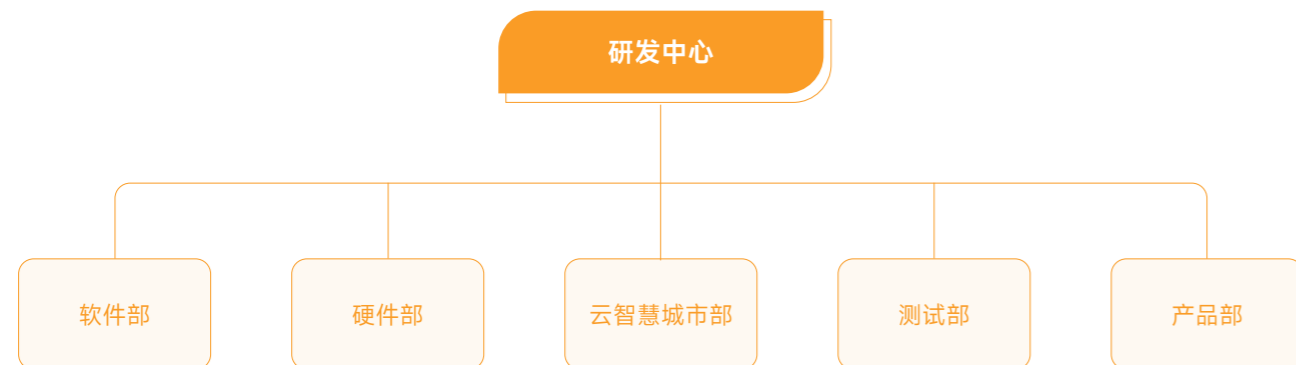 研发中心
软件部
硬件部
云智慧城市部
测试部
产品部